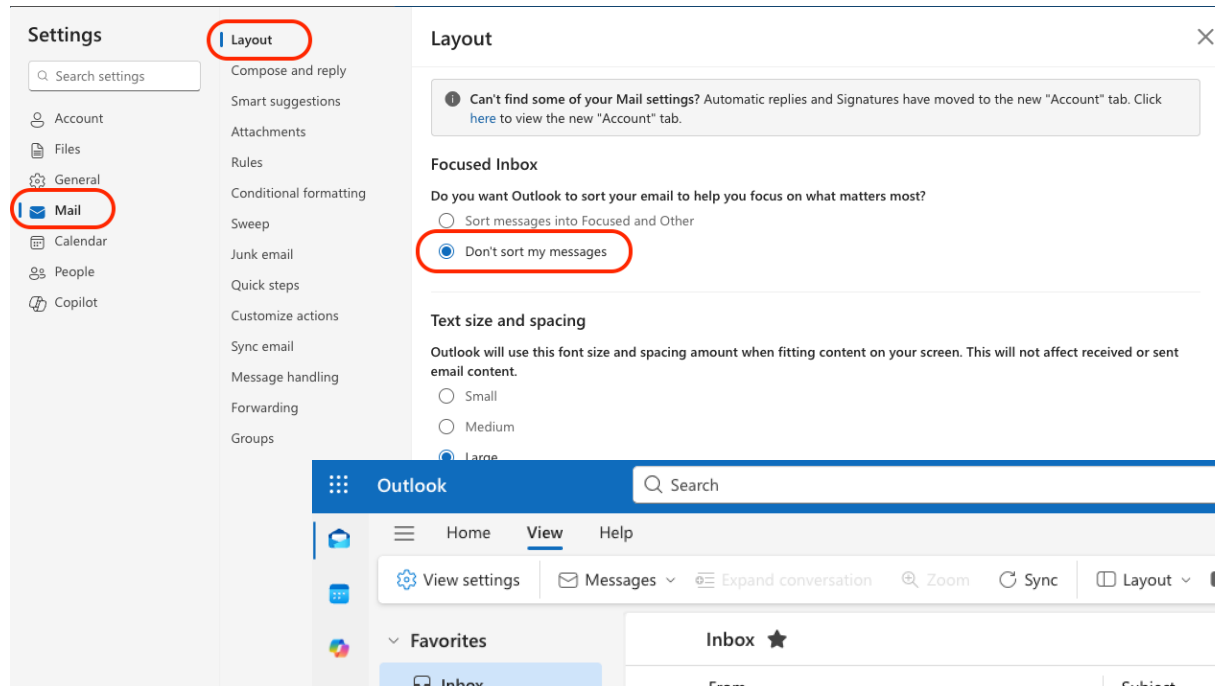 Settings
Search settings
Account
Files
General
Mail
Calendar
People
Copilot
Layout
Compose and reply
Smart suggestions
Attachments
Rules
Conditional formatting
Sweep
Junk email
Quick steps
Customize actions
Sync email
Message handling
Forwarding
Groups
Layout
Can't find some of your Mail settings? Automatic replies and Signatures have moved to the new "Account" tab. Click
here to view the new "Account" tab.
Focused Inbox
Do you want Outlook to sort your email to help you focus on what matters most?
Sort messages into Focused and Other
Don't sort my messages
Text size and spacing
Outlook will use this font size and spacing amount when fitting content on your screen. This will not affect received or sent
email content.
Small
Medium
Large
Outlook
Search
Home View Help
View settings Messages Expand conversation Zoom Sync Layout
Favorites
Inbox
Inbox
From Subject